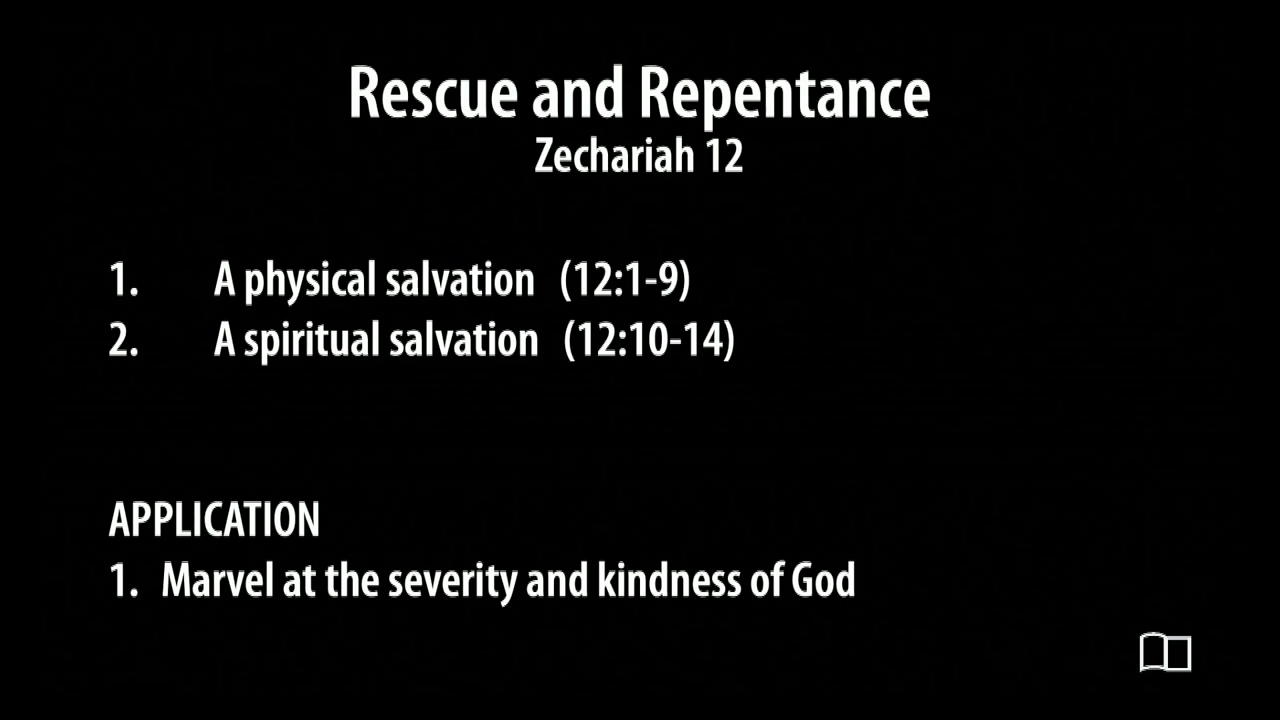 Rescue and Repentance
Zechariah 12
1. A physical salvation (12:1-9)
2. A spiritual salvation (12:10-14)
APPLICATION
1. Marvel at the severity and kindness of God